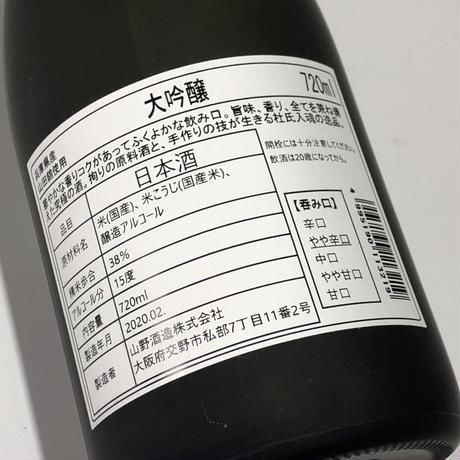 大吟醸
720ml
兵庫県産
山田錦使用
華やかな香りコクがあってふくよかな飲み口。旨味、香り、全てを兼ね備
えた究極の酒。拘りの原料酒と、手作りの技が生きる杜氏入魂の逸品。
品目
日本酒
原材料名
米(国産)、米こうじ(国産米)、
醸造アルコール
精米歩合
38%
アルコール分
15度
内容量
720ml
製造年月
2020.02.
製造者
山野酒造株式会社
大阪府交野市私部7丁目11番2号
開栓には十分注意してください。
飲酒は20歳になってから。
【呑み口】
辛口
やや辛口
中口
やや甘口
甘口